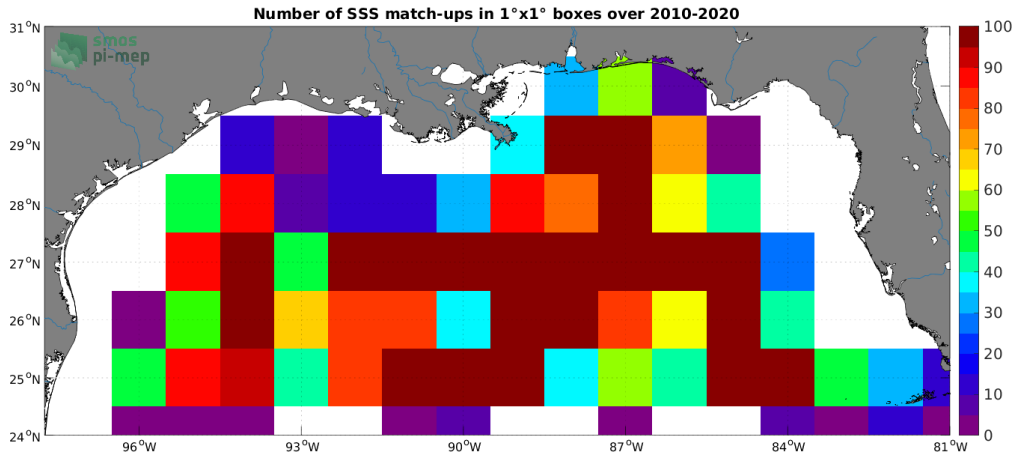 Number of SSS match-ups in 1°x1° boxes over 2010-2020
smos
pi-mep
31°N
30°N
29°N
28°N
27°N
26°N
25°N
24°N
96°W
93°W
90°W
87°W
84°W
81°W
100
90
80
70
60
50
40
30
20
10
0